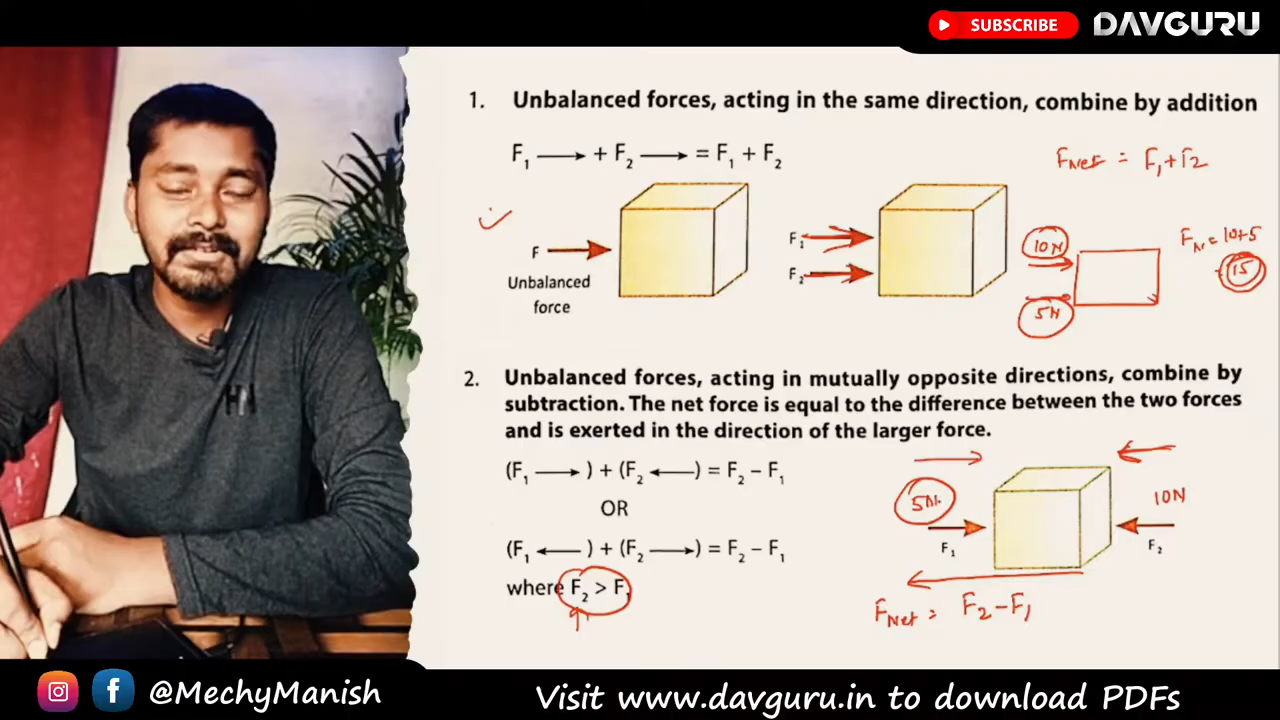 SUBSCRIBE
DAVGURU
1. Unbalanced forces, acting in the same direction, combine by addition
F₁ ⟶ + F₂ ⟶ = F₁ + F₂
FNet = F₁+F2
F
Unbalanced
force
F₁
F₂
10N
5N
FNet = 10+5
= 15
2. Unbalanced forces, acting in mutually opposite directions, combine by
subtraction. The net force is equal to the difference between the two forces
and is exerted in the direction of the larger force.
(F₁ ⟶ ) + (F₂ ⟵) = F₂ – F₁
OR
(F₁ ⟵ ) + (F₂ ⟶) = F₂ – F₁
where F₂ > F₁
5N
10N
F₁
F₂
FNet = F₂–F₁
HI
@MechyManish
Visit www.davguru.in to download PDFs